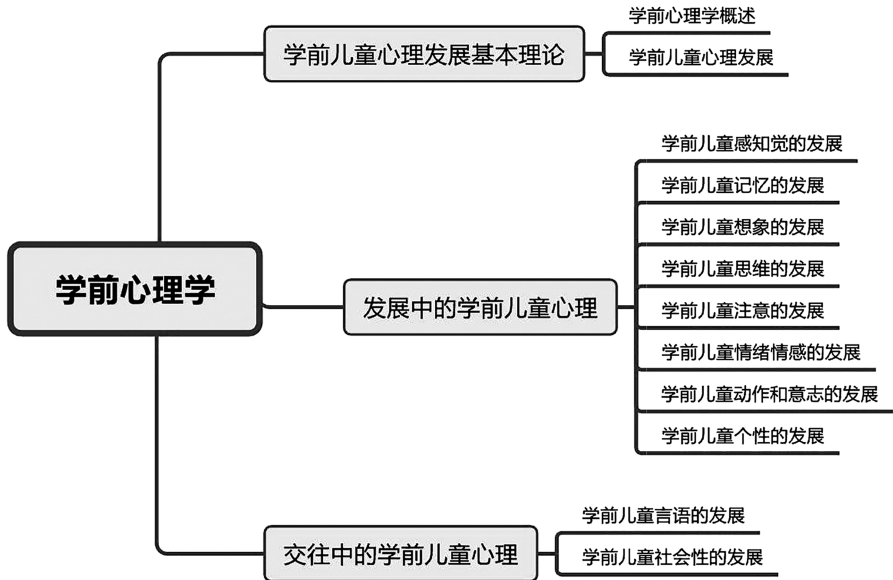 学前心理学
学前儿童心理发展基本理论
学前心理学概述
学前儿童心理发展
发展中的学前儿童心理
学前儿童感知觉的发展
学前儿童记忆的发展
学前儿童想象的发展
学前儿童思维的发展
学前儿童注意的发展
学前儿童情绪情感的发展
学前儿童动作和意志的发展
学前儿童个性的发展
交往中的学前儿童心理
学前儿童言语的发展
学前儿童社会性的发展